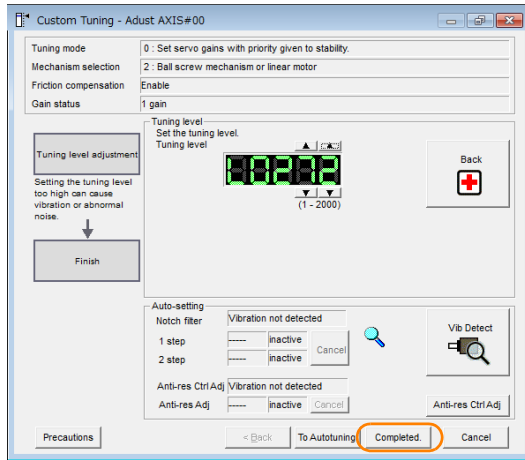 Custom Tuning - Adust AXIS#00
Tuning mode
0 : Set servo gains with priority given to stability.
Mechanism selection
2 : Ball screw mechanism or linear motor
Friction compensation
Enable
Gain status
1 gain
Tuning level adjustment
Setting the tuning level
too high can cause
vibration or abnormal
noise.
Finish
Tuning level
Set the tuning level.
Tuning level
L0272
(1 - 2000)
Back
Auto-setting
Notch filter
Vibration not detected
1 step
-----
inactive
2 step
-----
inactive
Cancel
Vib Detect
Anti-res Ctrl Adj
Vibration not detected
Anti-res Adj
-----
inactive
Cancel
Anti-res Ctrl Adj
Precautions
< Back
To Autotuning
Completed.
Cancel